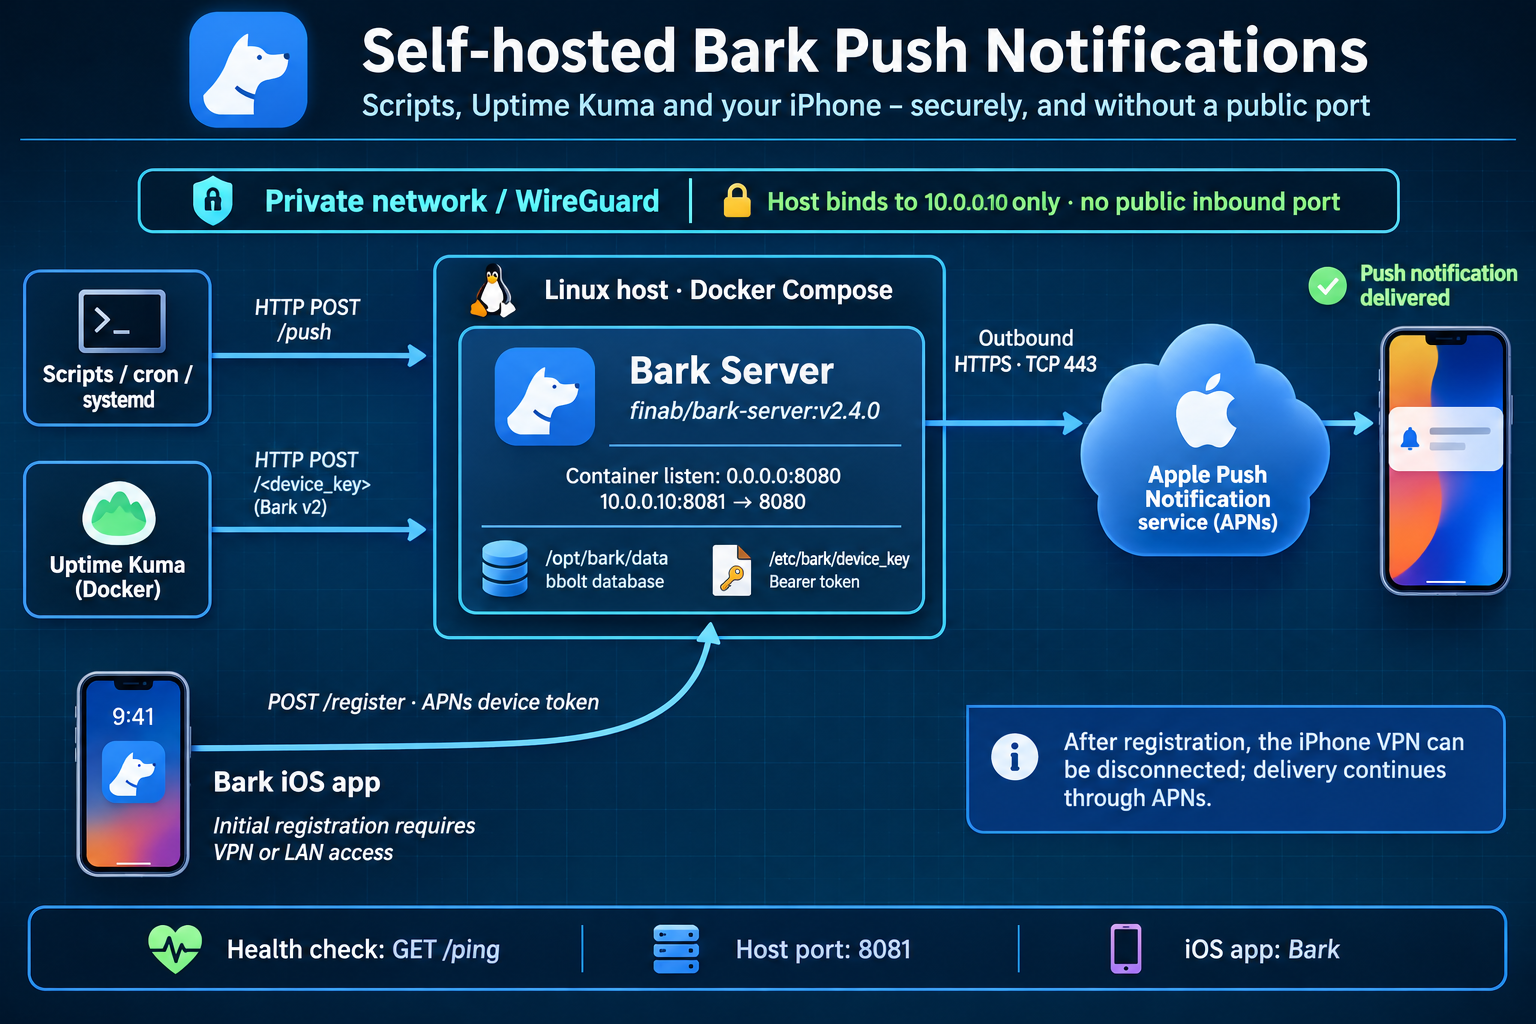 Self-hosted Bark Push Notifications
Scripts, Uptime Kuma and your iPhone – securely, and without a public port
Private network / WireGuard
Host binds to 10.0.0.10 only · no public inbound port
Scripts / cron /
systemd
HTTP POST
/push
Uptime Kuma
(Docker)
HTTP POST
/<device_key>
(Bark v2)
Linux host · Docker Compose
Bark Server
finab/bark-server:v2.4.0
Container listen: 0.0.0.0:8080
10.0.0.10:8081 → 8080
/opt/bark/data
bbolt database
/etc/bark/device_key
Bearer token
Outbound
HTTPS · TCP 443
Apple Push
Notification
service (APNs)
Push notification
delivered
9:41
POST /register · APNs device token
Bark iOS app
Initial registration requires
VPN or LAN access
After registration, the iPhone VPN can
be disconnected; delivery continues
through APNs.
Health check: GET /ping
Host port: 8081
iOS app: Bark